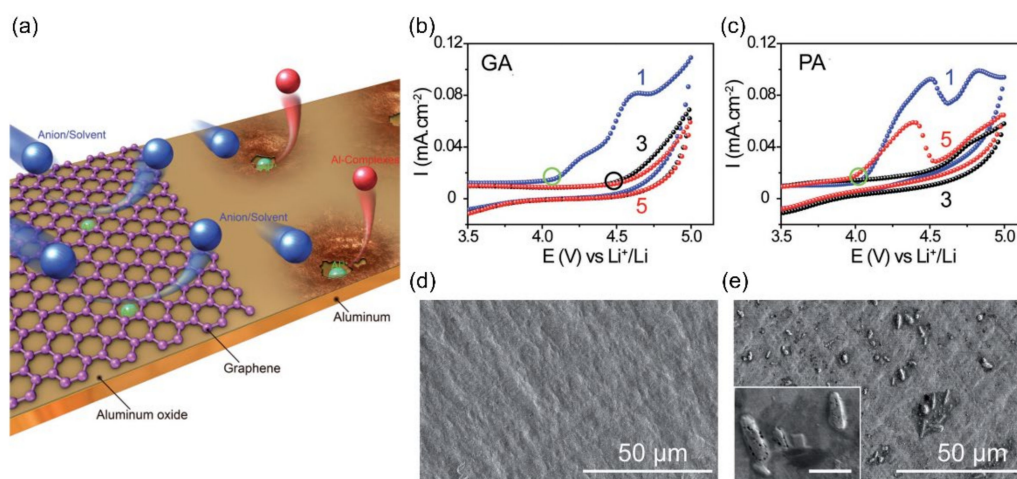 (a)
Anion/Solvent
Al-Complexes
Anion/Solvent
Aluminum
Graphene
Aluminum oxide
(b)
GA
1
3
5
0.12
0.08
0.04
0
I (mA.cm⁻²)
3.5 4.0 4.5 5.0
E (V) vs Li⁺/Li
(c)
PA
1
5
3
0.12
0.08
0.04
0
I (mA.cm⁻²)
3.5 4.0 4.5 5.0
E (V) vs Li⁺/Li
(d)
50 µm
(e)
50 µm